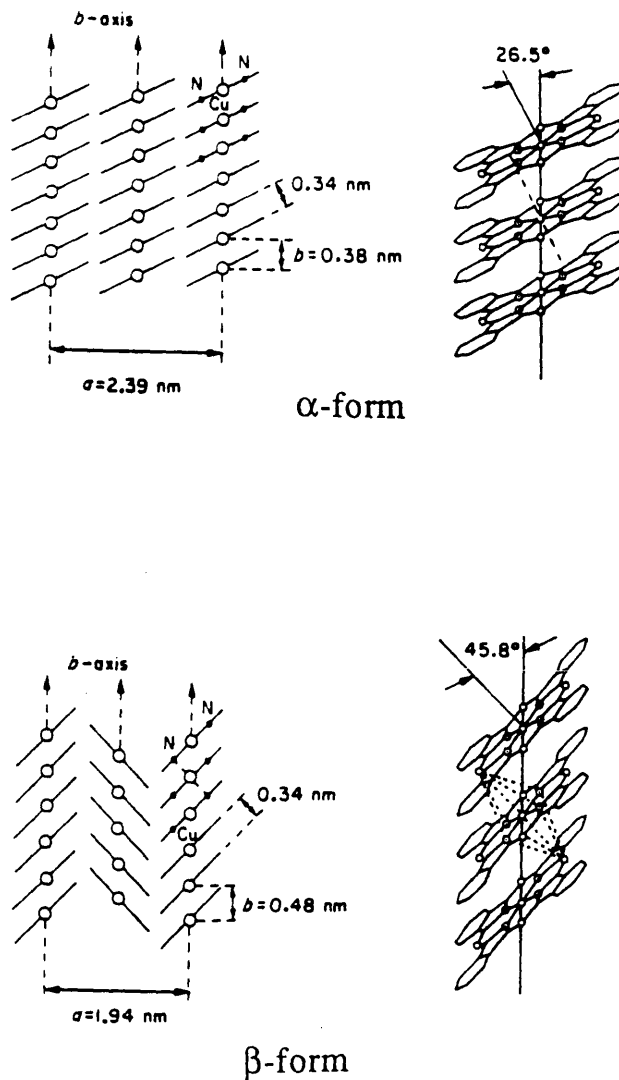 b-axis
N
N
Cu
0.34 nm
b=0.38 nm
a=2.39 nm
26.5°
α-form
b-axis
N
N
Cu
0.34 nm
b=0.48 nm
a=1.94 nm
45.8°
β-form